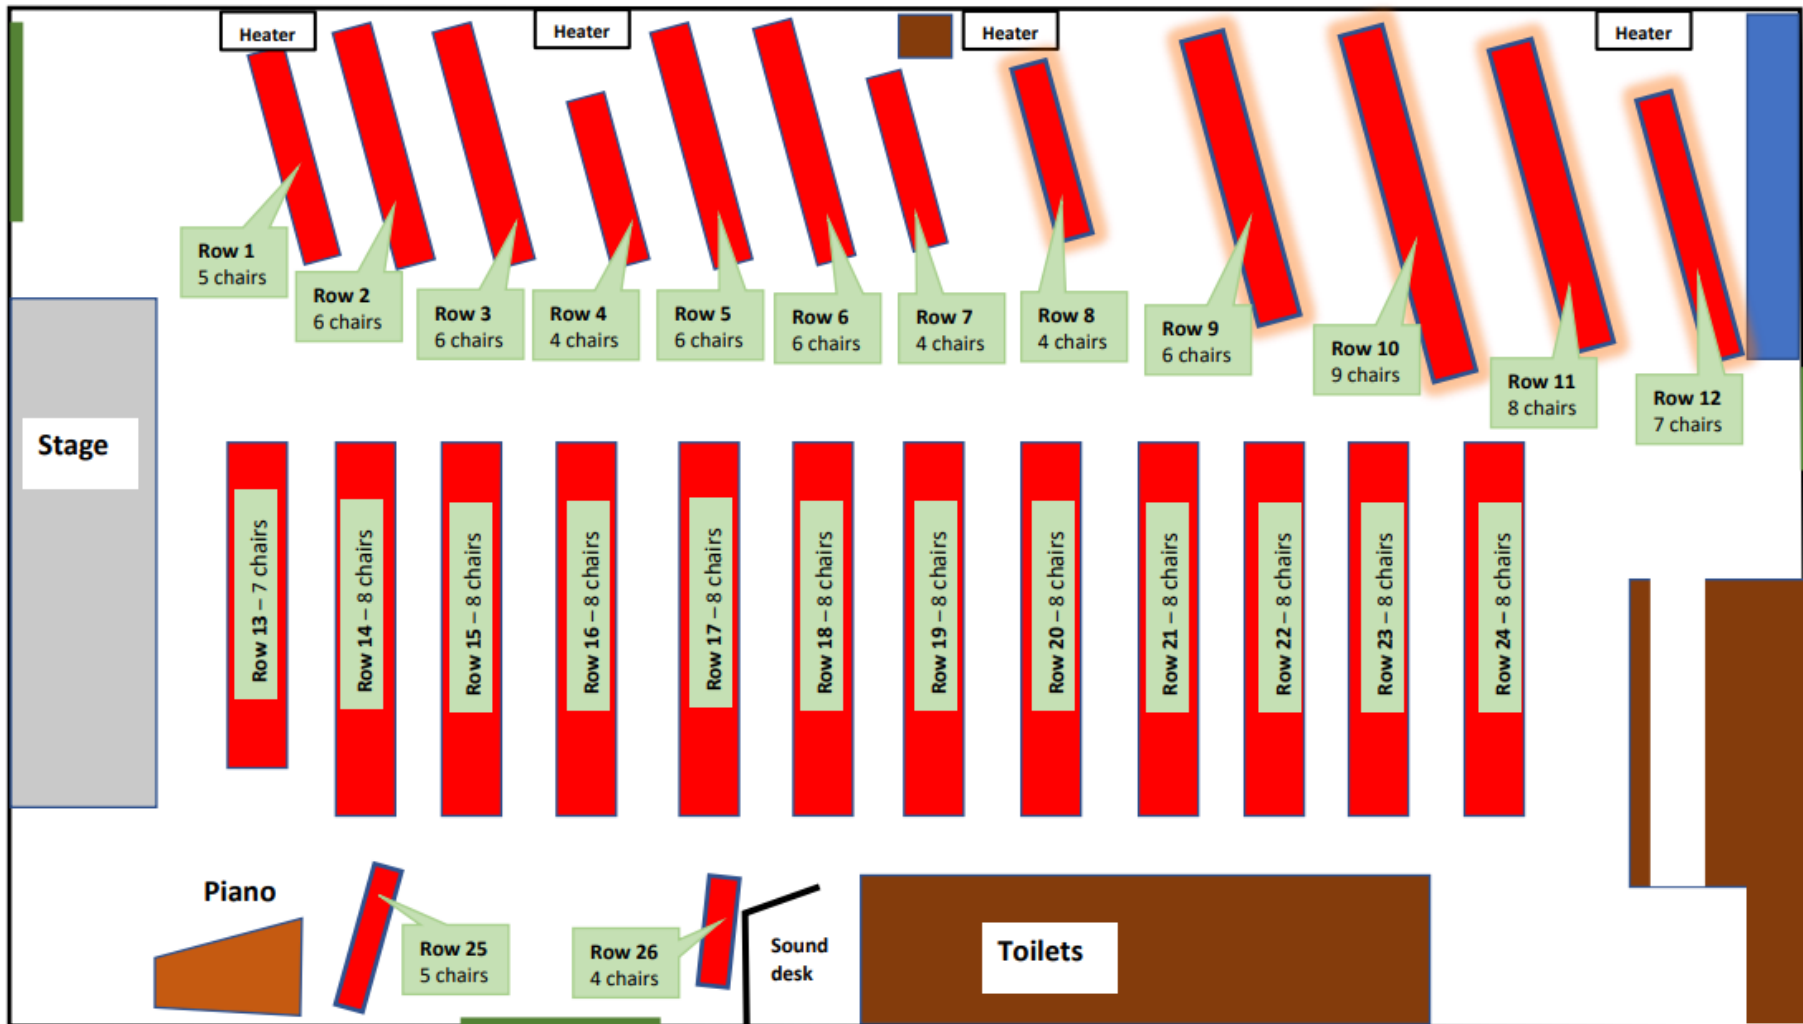 Heater
Heater
Heater
Heater
Row 1
5 chairs
Row 2
6 chairs
Row 3
6 chairs
Row 4
4 chairs
Row 5
6 chairs
Row 6
6 chairs
Row 7
4 chairs
Row 8
4 chairs
Row 9
6 chairs
Row 10
9 chairs
Row 11
8 chairs
Row 12
7 chairs
Stage
Row 13 – 7 chairs
Row 14 – 8 chairs
Row 15 – 8 chairs
Row 16 – 8 chairs
Row 17 – 8 chairs
Row 18 – 8 chairs
Row 19 – 8 chairs
Row 20 – 8 chairs
Row 21 – 8 chairs
Row 22 – 8 chairs
Row 23 – 8 chairs
Row 24 – 8 chairs
Piano
Row 25
5 chairs
Row 26
4 chairs
Sound
desk
Toilets